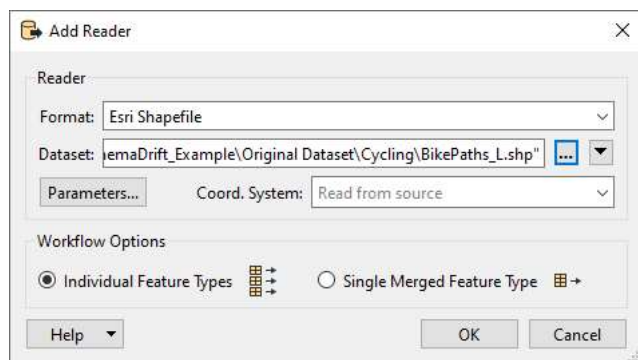 Add Reader
Reader
Format: Esri Shapefile
Dataset: emaDrift_Example\Original Dataset\Cycling\BikePaths_L.shp" ...
Parameters... Coord. System: Read from source
Workflow Options
Individual Feature Types Single Merged Feature Type
Help OK Cancel